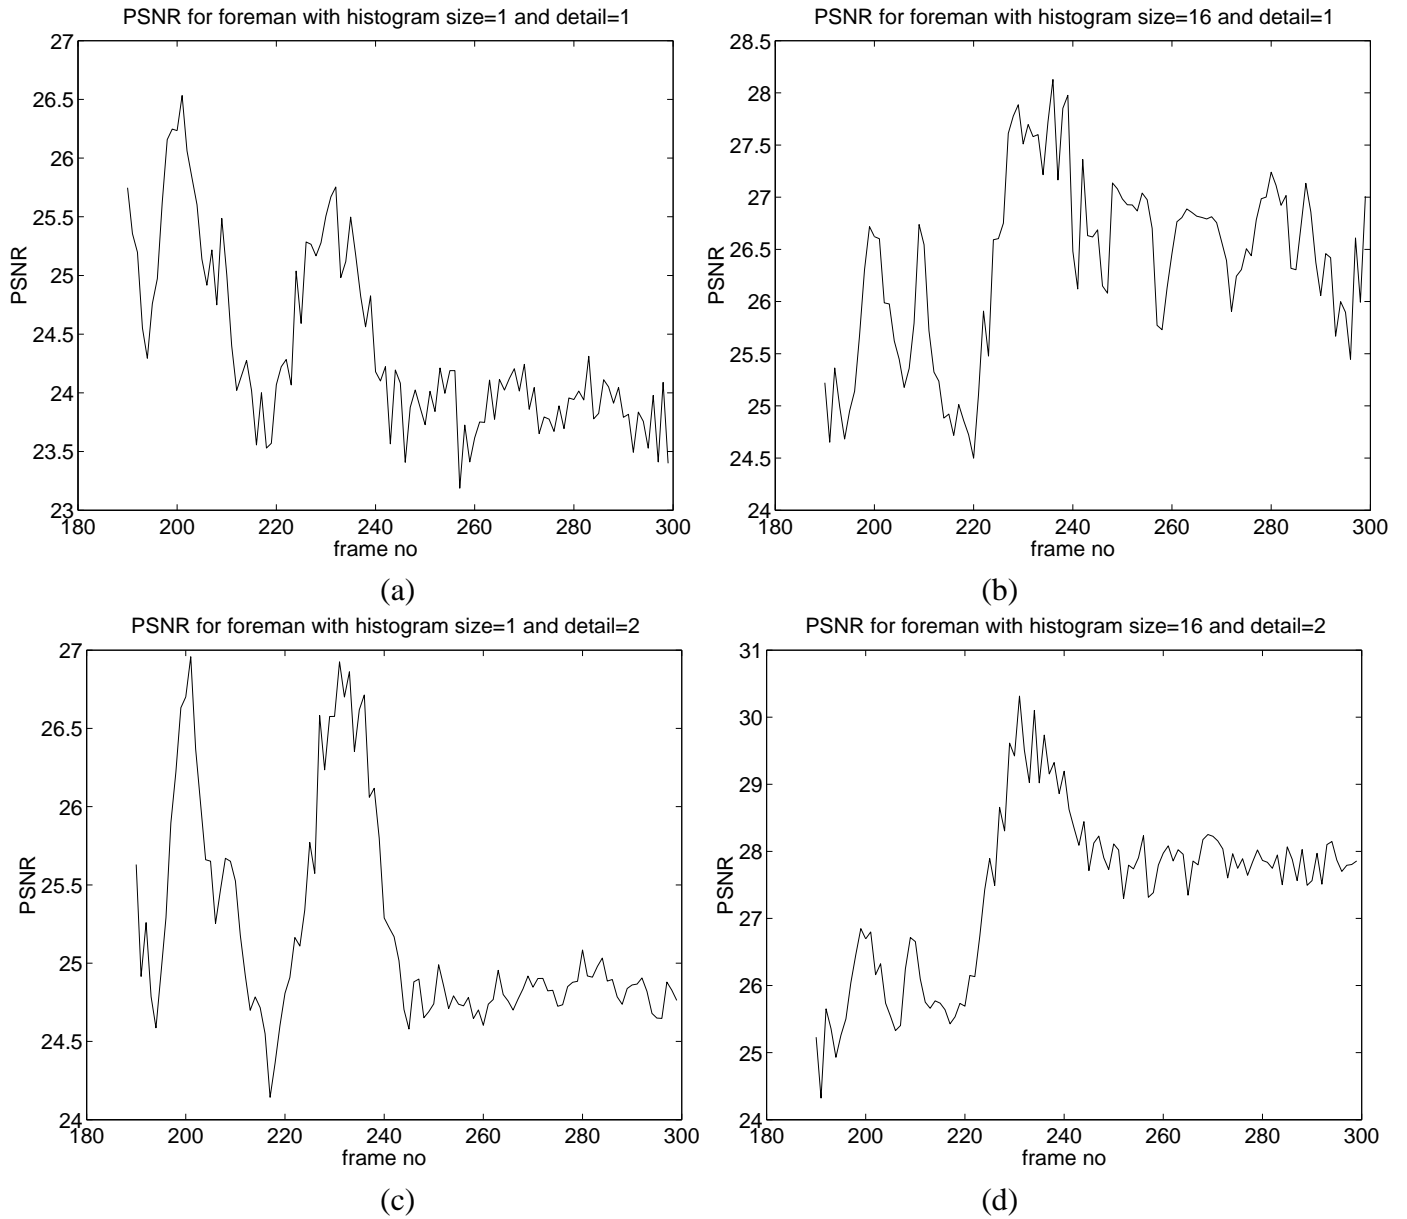 PSNR for foreman with histogram size=1 and detail=1
27
26.5
26
25.5
25
24.5
24
23.5
23
PSNR
180 200 220 240 260 280 300
frame no
(a)
PSNR for foreman with histogram size=16 and detail=1
28.5
28
27.5
27
26.5
26
25.5
25
24.5
24
PSNR
180 200 220 240 260 280 300
frame no
(b)
PSNR for foreman with histogram size=1 and detail=2
27
26.5
26
25.5
25
24.5
24
PSNR
180 200 220 240 260 280 300
frame no
(c)
PSNR for foreman with histogram size=16 and detail=2
31
30
29
28
27
26
25
24
PSNR
180 200 220 240 260 280 300
frame no
(d)